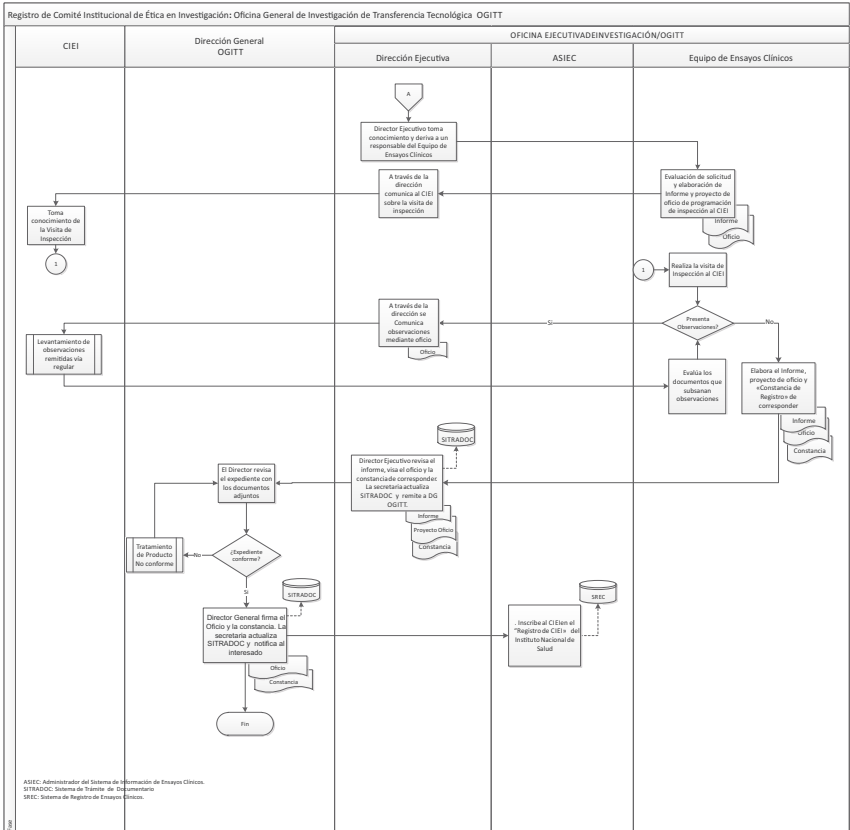 Registro de Comité Institucional de Ética en Investigación: Oficina General de Investigación de Transferencia Tecnológica OGITT
CIEI
Dirección General
OGITT
OFICINA EJECUTIVADEINVESTIGACIÓN/OGITT
Dirección Ejecutiva
ASIEC
Equipo de Ensayos Clínicos
A
Director Ejecutivo toma
conocimiento y deriva a un
responsable del Equipo de
Ensayos Clínicos
A través de la
dirección
comunica al CIEI
sobre la visita de
inspección
Evaluación de solicitud
y elaboración de
Informe y proyecto de
oficio de programación
de inspección al CIEI
Informe
Oficio
Toma
conocimiento de
la Visita de
Inspección
1
1
Realiza la visita de
Inspección al CIEI
Presenta
Observaciones?
Si
No
A través de la
dirección se
Comunica
observaciones
mediante oficio
Oficio
Levantamiento de
observaciones
remitidas vía
regular
Evalúa los
documentos que
subsanan
observaciones
Elabora el Informe,
proyecto de oficio y
«Constancia de
Registro» de
corresponder
Informe
Oficio
Constancia
SITRADOC
Director Ejecutivo revisa el
informe, visa el oficio y la
constanciade corresponder.
La secretariaactualiza
SITRADOC y remite a DG
OGITT.
Informe
Proyecto Oficio
Constancia
El Director revisa
el expediente con
los documentos
adjuntos
Tratamiento
de Producto
No conforme
No
¿Expediente
conforme?
SI
SITRADOC
Director General firma el
Oficio y la constancia. La
secretaria actualiza
SITRADOC y notifica al
interesado
Oficio
Constancia
SREC
. Inscribe al CIEIen el
"Registro de CIEI» del
Instituto Nacional de
Salud
Fin
ASIEC: Administrador del Sistema de Información de Ensayos Clínicos.
SITRADOC: Sistema de Trámite de Documentario
SREC: Sistema de Registro de Ensayos Clínicos.